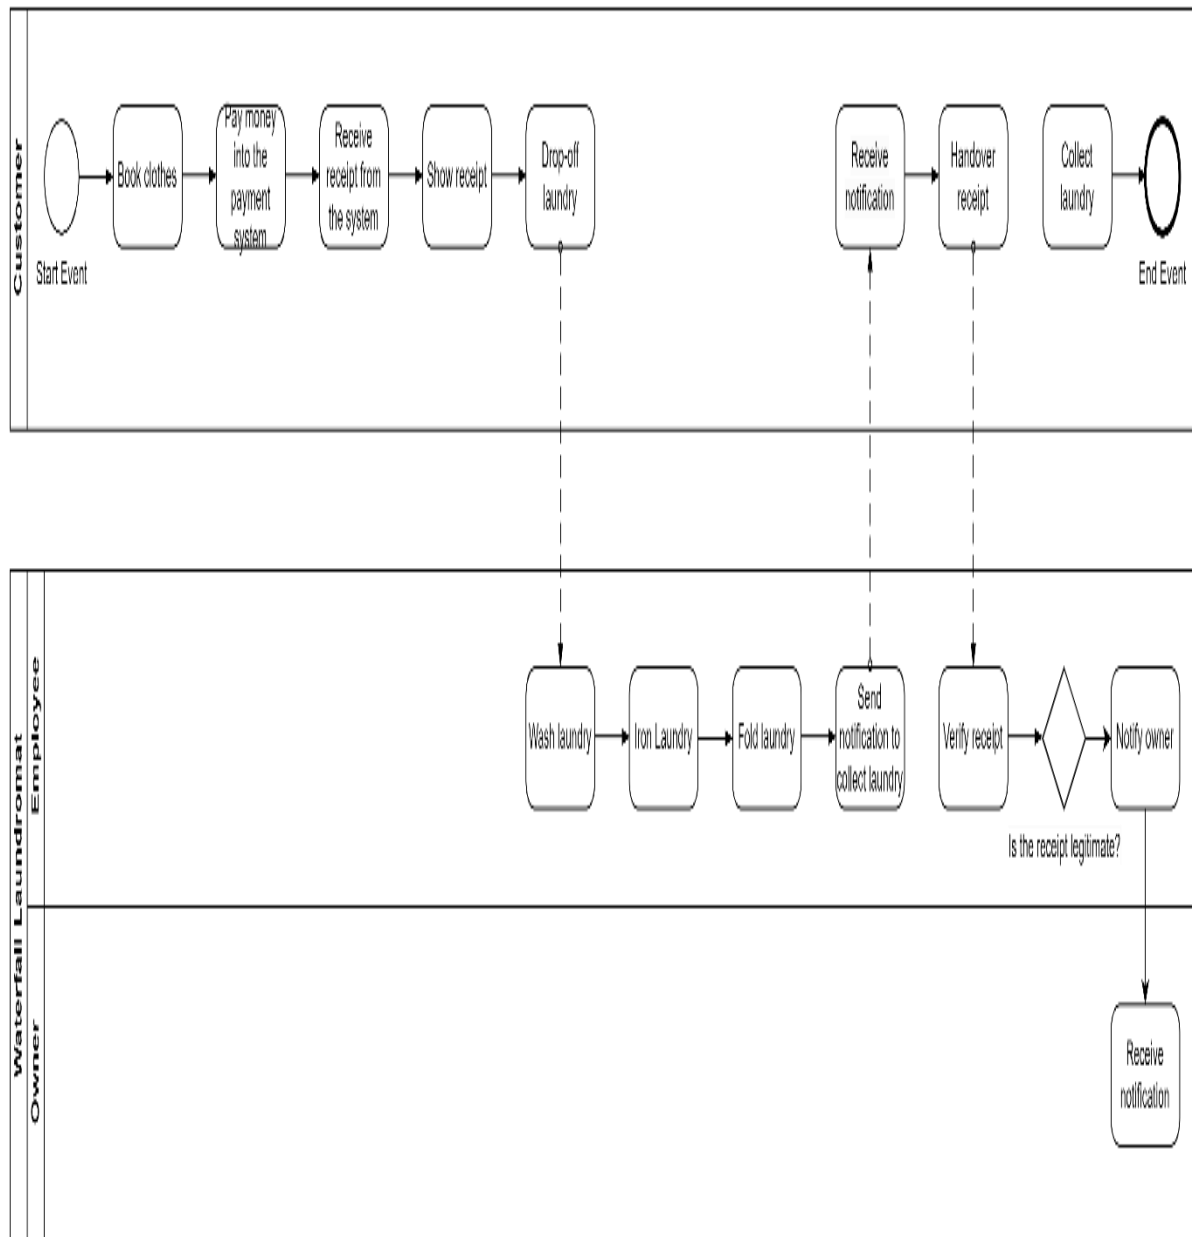 Customer
Start Event
Book clothes
Pay money
into the
payment
system
Receive
receipt from
the system
Show receipt
Drop-off
laundry
Receive
notification
Handover
receipt
Collect
laundry
End Event
Waterfall Laundromat
Employee
Wash laundry
Iron Laundry
Fold laundry
Send
notification to
collect laundry
Verify receipt
Is the receipt legitimate?
Notify owner
Owner
Receive
notification